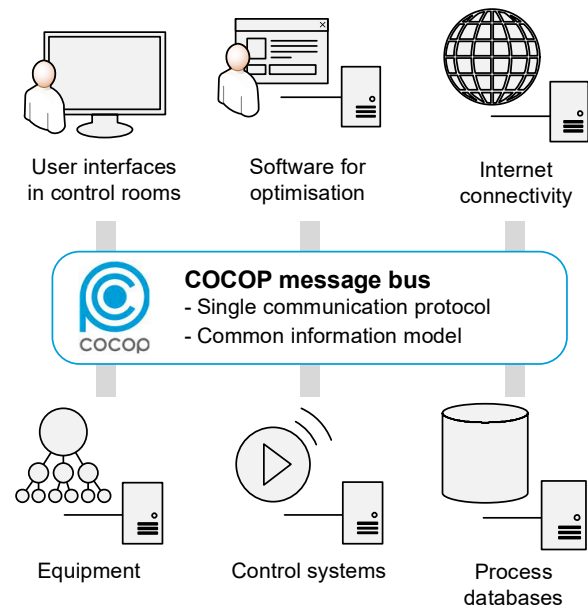 User interfaces
in control rooms
Software for
optimisation
Internet
connectivity
COCOP message bus
- Single communication protocol
- Common information model
cocop
Equipment
Control systems
Process
databases